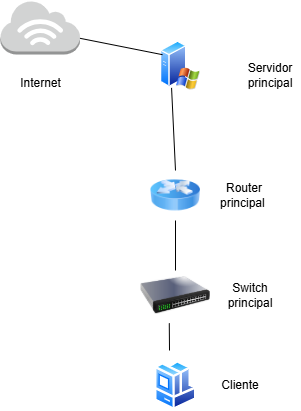 Internet
Servidor
principal
Router
principal
Switch
principal
Cliente